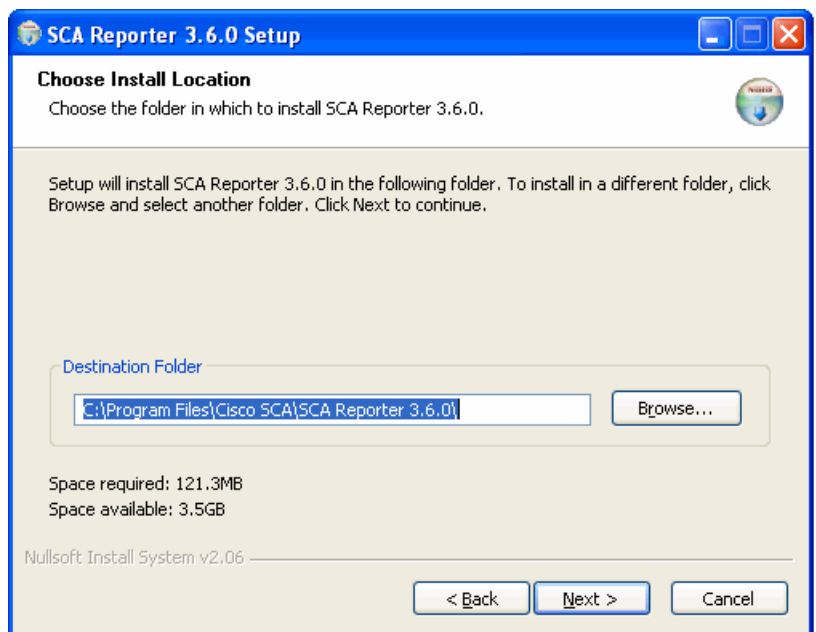 SCA Reporter 3.6.0 Setup
Choose Install Location
Choose the folder in which to install SCA Reporter 3.6.0.
Setup will install SCA Reporter 3.6.0 in the following folder. To install in a different folder, click
Browse and select another folder. Click Next to continue.
Destination Folder
C:\Program Files\Cisco SCA\SCA Reporter 3.6.0\
Browse...
Space required: 121.3MB
Space available: 3.5GB
Nullsoft Install System v2.06
< Back
Next >
Cancel